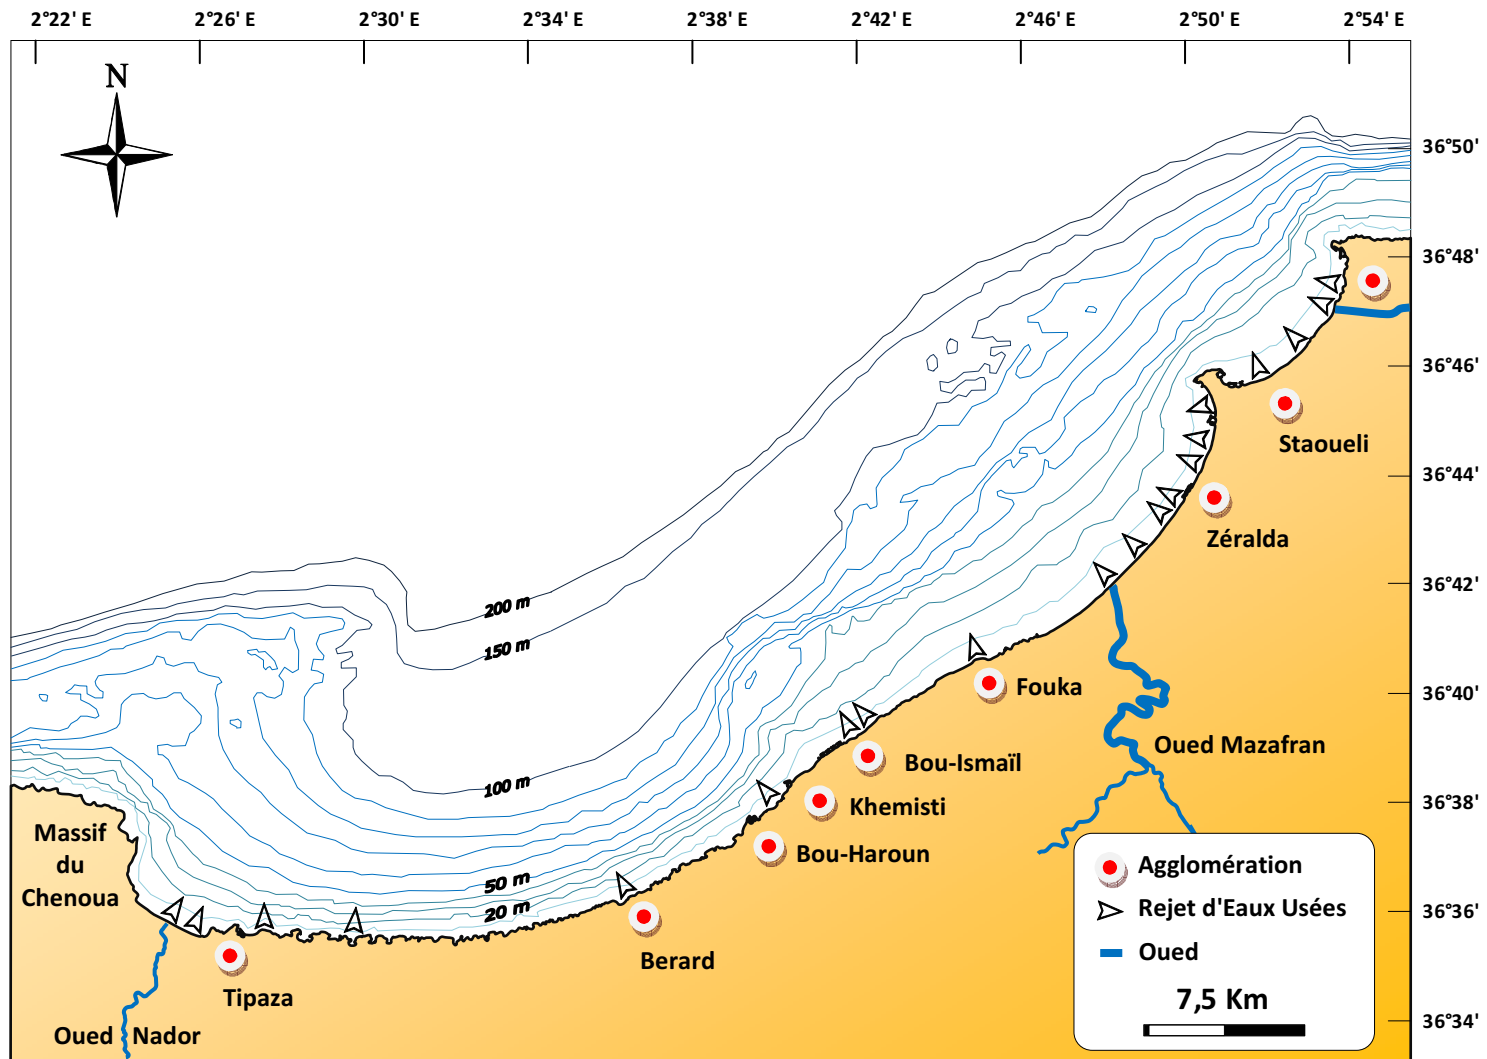 2°22' E 2°26' E 2°30' E 2°34' E 2°38' E 2°42' E 2°46' E 2°50' E 2°54' E
N
36°50'
36°48'
36°46'
Staoueli
36°44'
Zéralda
36°42'
200 m
150 m
Fouka
36°40'
Oued Mazafran
Bou-Ismaïl
100 m
36°38'
Khemisti
Massif
du
Chenoua
Bou-Haroun
50 m
20 m
36°36'
Berard
Tipaza
Oued Nador
36°34'
Agglomération
Rejet d'Eaux Usées
Oued
7,5 Km